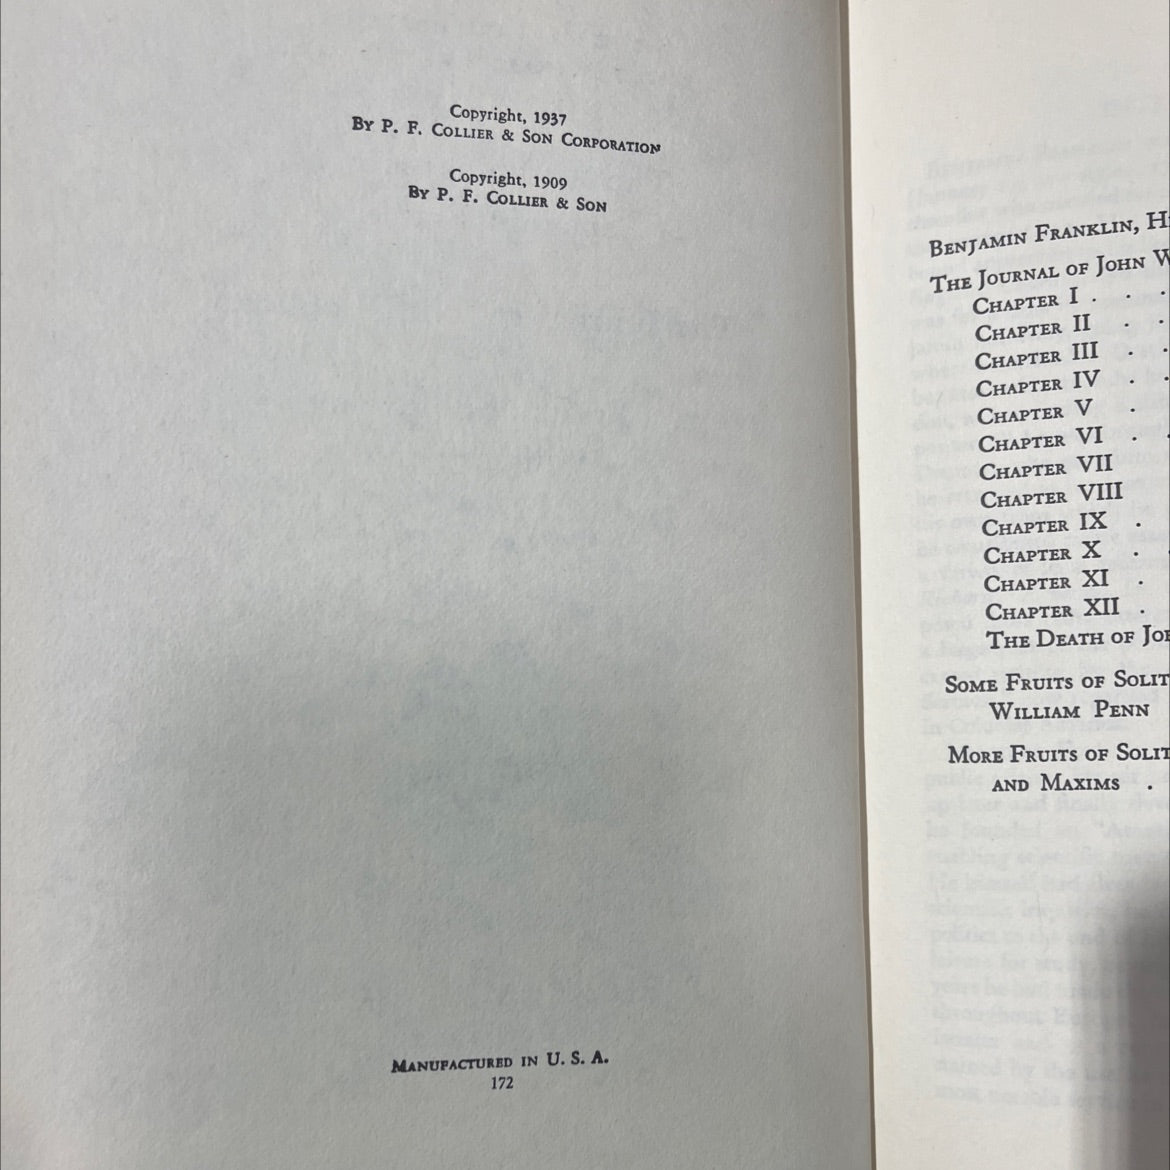 Copyright, 1937
By P. F. Collier & Son Corporation
Copyright, 1909
By P. F. Collier & Son
Manufactured in U. S. A.
172
Benjamin Franklin, H
The Journal of John W
Chapter I . . .
Chapter II . .
Chapter III . .
Chapter IV . .
Chapter V . .
Chapter VI . .
Chapter VII
Chapter VIII
Chapter IX .
Chapter X . .
Chapter XI .
Chapter XII .
The Death of Joh
Some Fruits of Solit
William Penn
More Fruits of Solit
and Maxims .